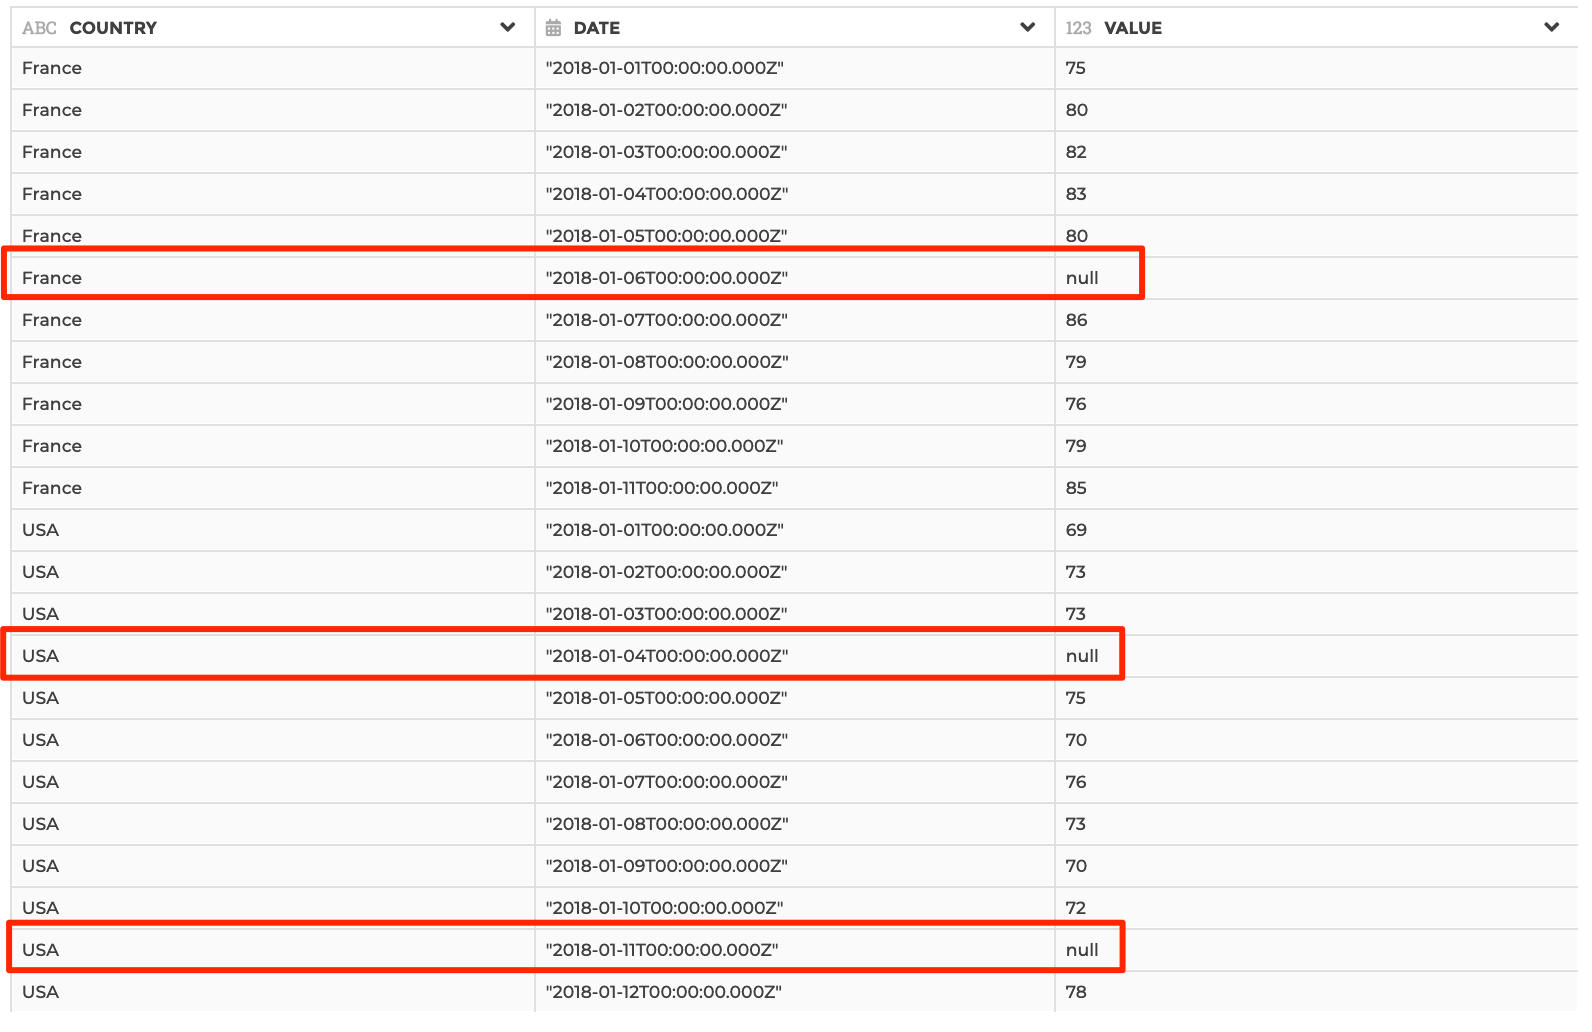 ABC COUNTRY DATE 123 VALUE
France "2018-01-01T00:00:00.000Z" 75
France "2018-01-02T00:00:00.000Z" 80
France "2018-01-03T00:00:00.000Z" 82
France "2018-01-04T00:00:00.000Z" 83
France "2018-01-05T00:00:00.000Z" 80
France "2018-01-06T00:00:00.000Z" null
France "2018-01-07T00:00:00.000Z" 86
France "2018-01-08T00:00:00.000Z" 79
France "2018-01-09T00:00:00.000Z" 76
France "2018-01-10T00:00:00.000Z" 79
France "2018-01-11T00:00:00.000Z" 85
USA "2018-01-01T00:00:00.000Z" 69
USA "2018-01-02T00:00:00.000Z" 73
USA "2018-01-03T00:00:00.000Z" 73
USA "2018-01-04T00:00:00.000Z" null
USA "2018-01-05T00:00:00.000Z" 75
USA "2018-01-06T00:00:00.000Z" 70
USA "2018-01-07T00:00:00.000Z" 76
USA "2018-01-08T00:00:00.000Z" 73
USA "2018-01-09T00:00:00.000Z" 70
USA "2018-01-10T00:00:00.000Z" 72
USA "2018-01-11T00:00:00.000Z" null
USA "2018-01-12T00:00:00.000Z" 78